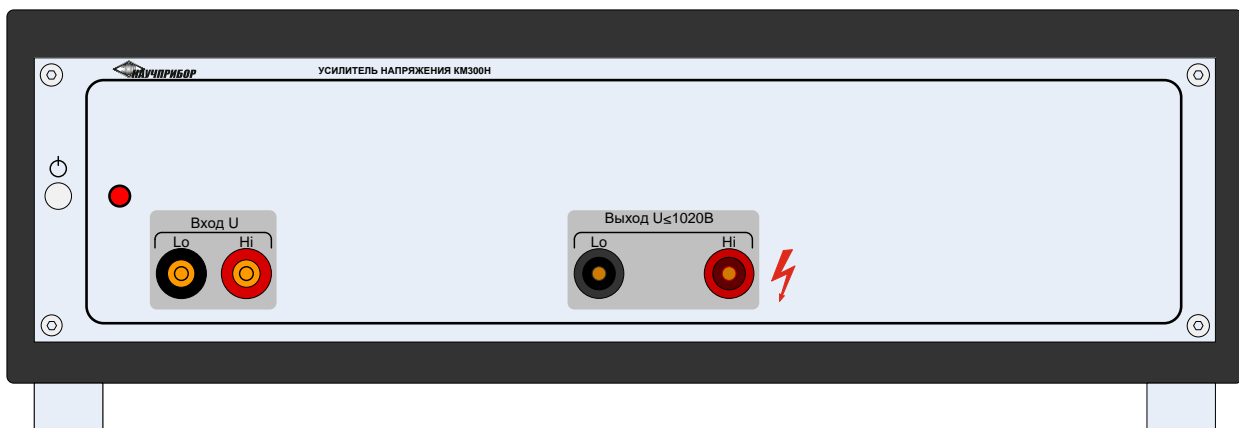 НАУЧПРИБОР
УСИЛИТЕЛЬ НАПРЯЖЕНИЯ КМ300Н
Вход U
Lo Hi
Выход U≤1020В
Lo Hi